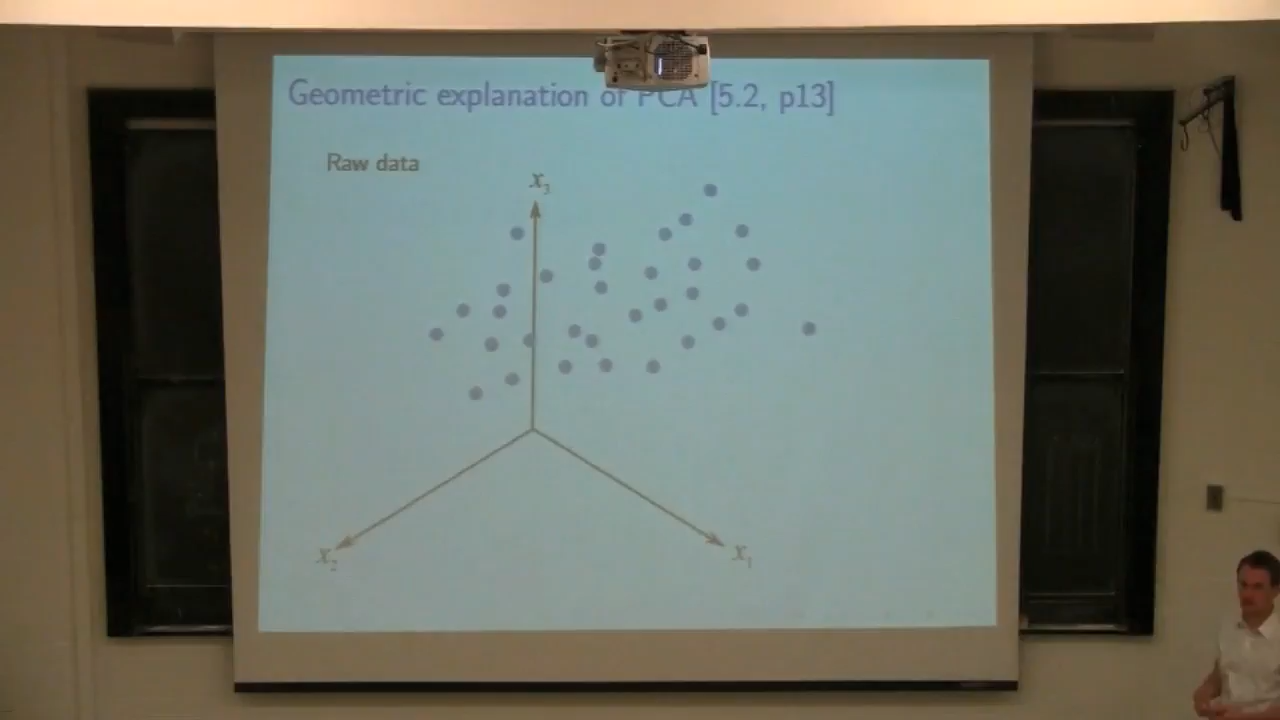 Geometric explanation of PCA [5.2, p13]
Raw data
x₃
x₂
x₁